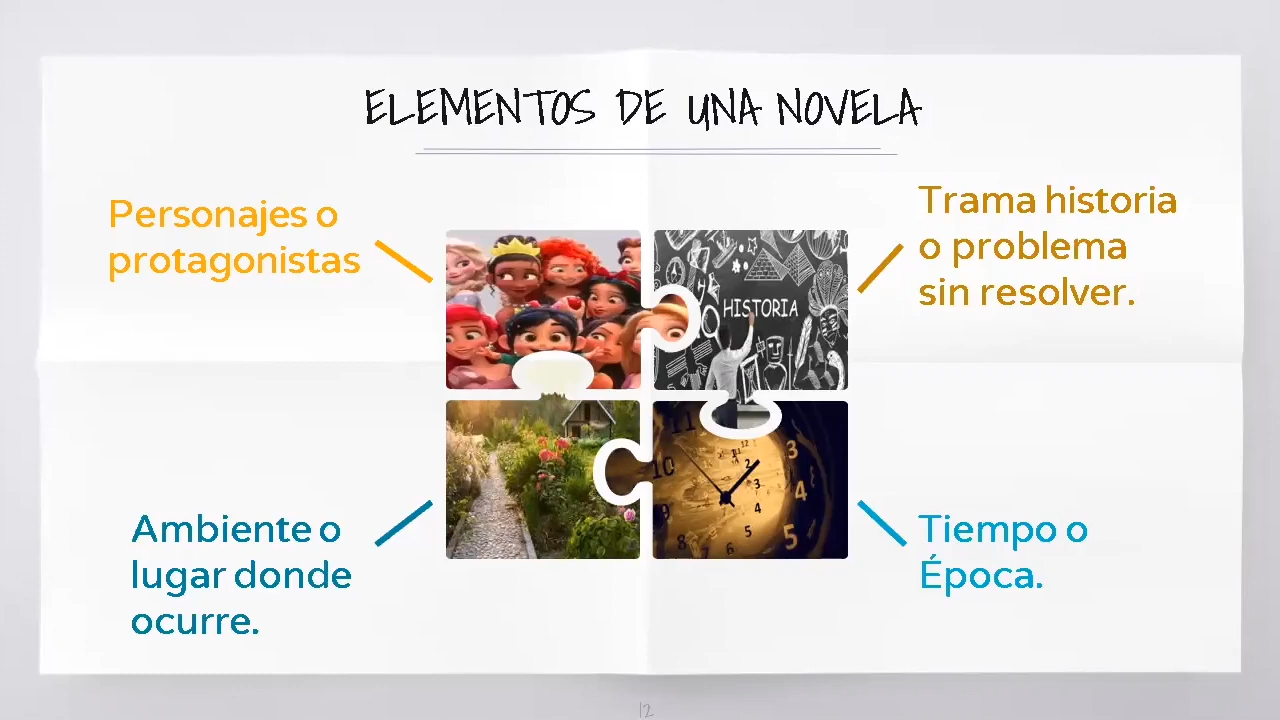 ELEMENTOS DE UNA NOVELA
Personajes o
protagonistas
Trama historia
o problema
sin resolver.
HISTORIA
Ambiente o
lugar donde
ocurre.
Tiempo o
Época.
12